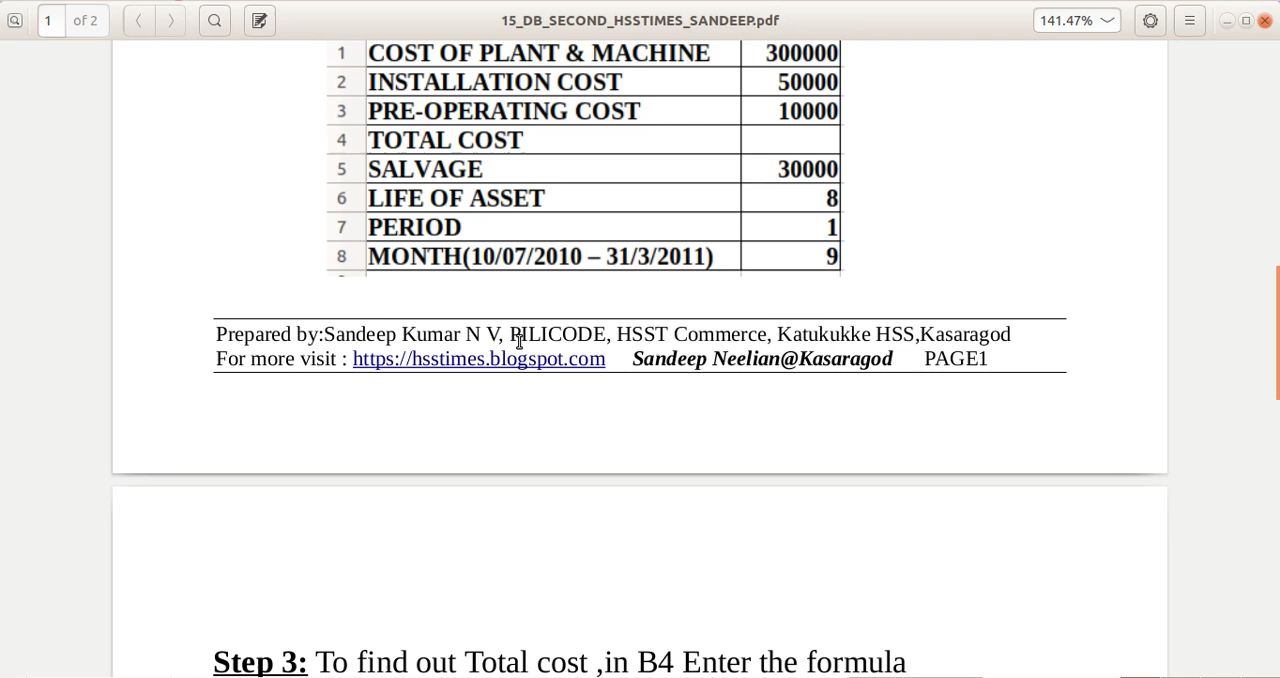 1 of 2 15_DB_SECOND_HSSTIMES_SANDEEP.pdf 141.47%
1 COST OF PLANT & MACHINE 300000
2 INSTALLATION COST 50000
3 PRE-OPERATING COST 10000
4 TOTAL COST
5 SALVAGE 30000
6 LIFE OF ASSET 8
7 PERIOD 1
8 MONTH(10/07/2010 – 31/3/2011) 9
Prepared by:Sandeep Kumar N V, PILICODE, HSST Commerce, Katukukke HSS,Kasaragod
For more visit : https://hsstimes.blogspot.com Sandeep Neelian@Kasaragod PAGE1
Step 3: To find out Total cost ,in B4 Enter the formula